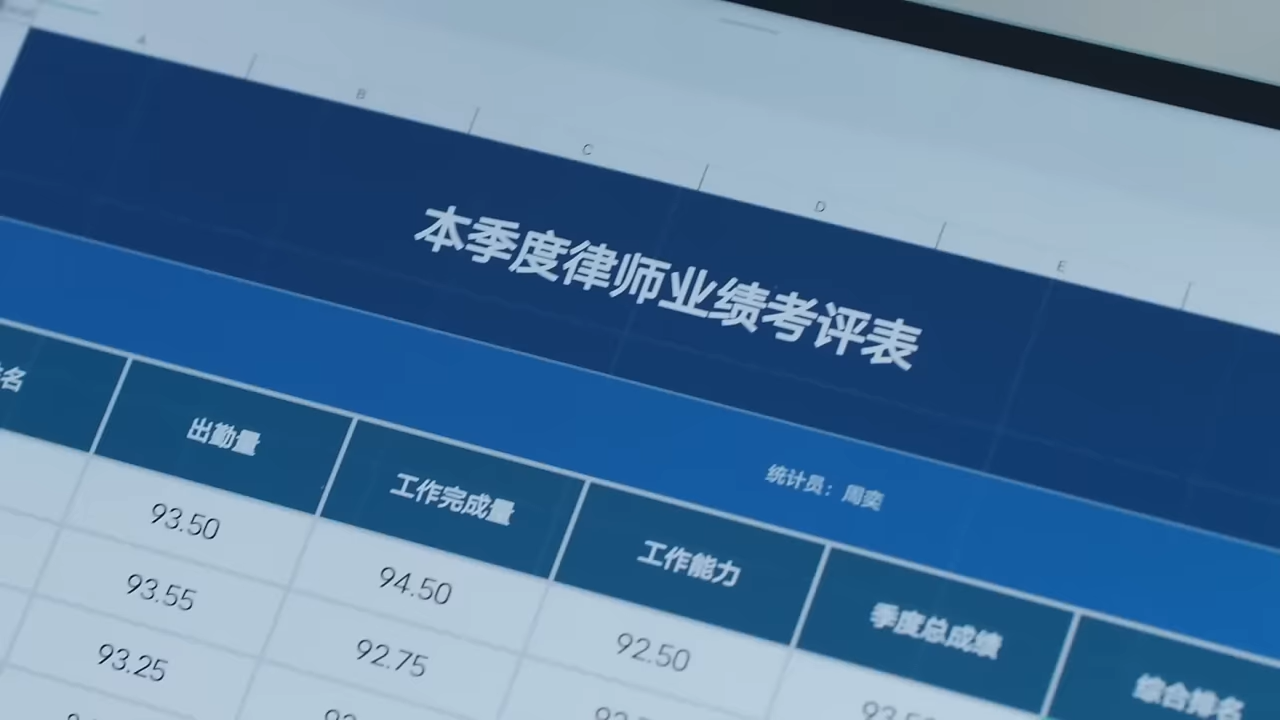 A B C D E
本季度律师业绩考评表
统计员：周奕
名 出勤量 工作完成量 工作能力 季度总成绩 综合排名
93.50 94.50 92.50
93.55 92.75
93.25